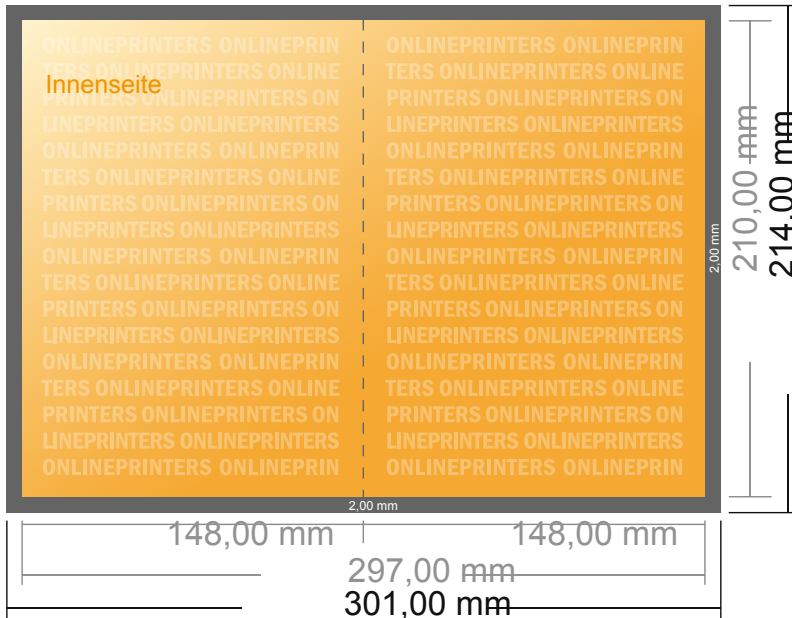 ONLINEPRINTERS ONLINEPRIN
TERS ONLINEPRINTERS ONLINE
PRINTERS ONLINEPRINTERS ON
LINEPRINTERS ONLINEPRINTERS
ONLINEPRINTERS ONLINEPRIN
TERS ONLINEPRINTERS ONLINE
PRINTERS ONLINEPRINTERS ON
LINEPRINTERS ONLINEPRINTERS
ONLINEPRINTERS ONLINEPRIN
TERS ONLINEPRINTERS ONLINE
PRINTERS ONLINEPRINTERS ON
LINEPRINTERS ONLINEPRINTERS
ONLINEPRINTERS ONLINEPRIN
TERS ONLINEPRINTERS ONLINE
PRINTERS ONLINEPRINTERS ON
LINEPRINTERS ONLINEPRINTERS
ONLINEPRINTERS ONLINEPRIN
Innenseite
ONLINEPRINTERS ONLINEPRIN
TERS ONLINEPRINTERS ONLINE
PRINTERS ONLINEPRINTERS ON
LINEPRINTERS ONLINEPRINTERS
ONLINEPRINTERS ONLINEPRIN
TERS ONLINEPRINTERS ONLINE
PRINTERS ONLINEPRINTERS ON
LINEPRINTERS ONLINEPRINTERS
ONLINEPRINTERS ONLINEPRIN
TERS ONLINEPRINTERS ONLINE
PRINTERS ONLINEPRINTERS ON
LINEPRINTERS ONLINEPRINTERS
ONLINEPRINTERS ONLINEPRIN
TERS ONLINEPRINTERS ONLINE
PRINTERS ONLINEPRINTERS ON
LINEPRINTERS ONLINEPRINTERS
ONLINEPRINTERS ONLINEPRIN
2,00 mm
210,00 mm
214,00 mm
2,00 mm
148,00 mm
148,00 mm
297,00 mm
301,00 mm